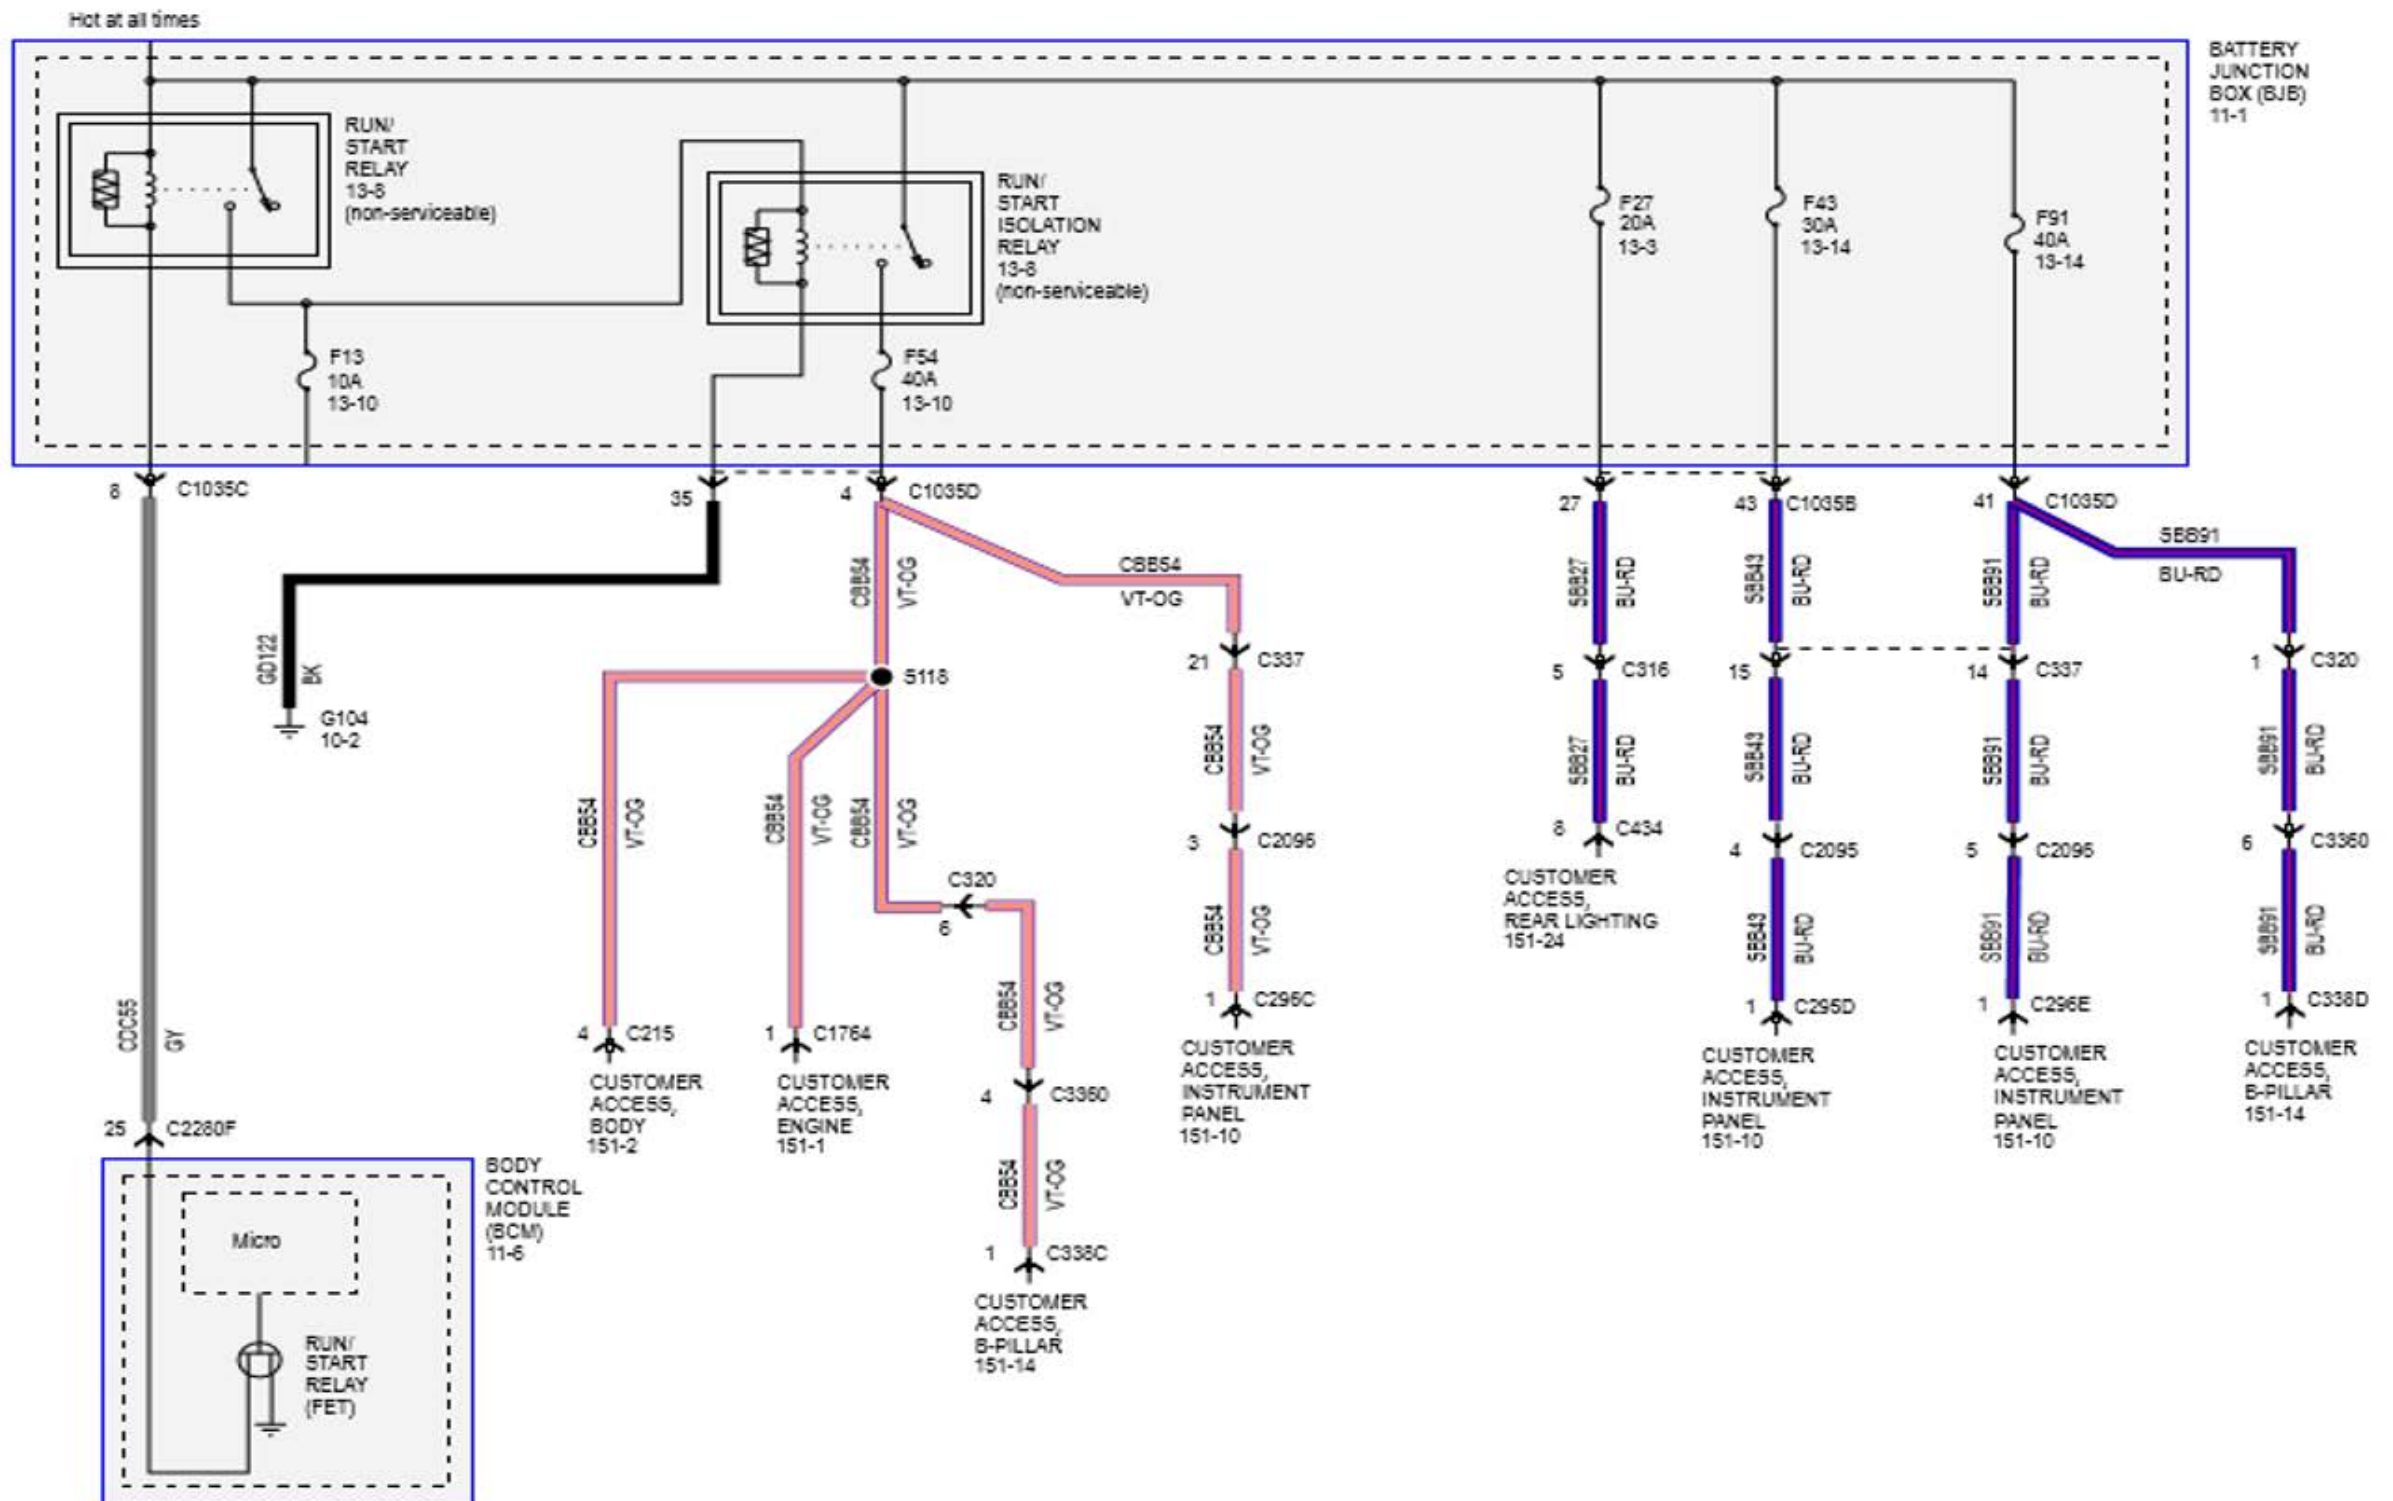 Hot at all times
BATTERY
JUNCTION
BOX (BJB)
11-1
RUN/
START
RELAY
13-8
(non-serviceable)
RUN/
START
ISOLATION
RELAY
13-8
(non-serviceable)
F27
20A
13-3
F43
30A
13-14
F91
40A
13-14
F13
10A
13-10
F54
40A
13-10
8
C1035C
35
4
C1035D
27
43
C1035B
41
C1035D
CBB54
VT-OG
CBB54
VT-OG
SBB27
BU-RD
SBB43
BU-RD
SBB91
BU-RD
SBB91
BU-RD
GD122
BK
G104
10-2
S118
21
C337
5
C316
15
14
C337
1
C320
CBB54
VT-OG
CBB54
VT-OG
CBB54
VT-OG
CBB54
VT-OG
SBB27
BU-RD
SBB43
BU-RD
SBB91
BU-RD
SBB91
BU-RD
3
C2095
8
C434
4
C2095
5
C2095
6
C3360
CUSTOMER
ACCESS,
REAR LIGHTING
151-24
C320
6
CBB54
VT-OG
SBB43
BU-RD
SBB91
BU-RD
SBB91
BU-RD
CDC55
GY
CBB54
VT-OG
1
C295C
1
C295D
1
C296E
1
C338D
4
C215
1
C1764
CUSTOMER
ACCESS,
BODY
151-2
CUSTOMER
ACCESS,
ENGINE
151-1
CUSTOMER
ACCESS,
INSTRUMENT
PANEL
151-10
CUSTOMER
ACCESS,
INSTRUMENT
PANEL
151-10
CUSTOMER
ACCESS,
INSTRUMENT
PANEL
151-10
CUSTOMER
ACCESS,
B-PILLAR
151-14
4
C3360
25
C2280F
CBB54
VT-OG
BODY
CONTROL
MODULE
(BCM)
11-6
Micro
1
C338C
CUSTOMER
ACCESS,
B-PILLAR
151-14
RUN/
START
RELAY
(FET)